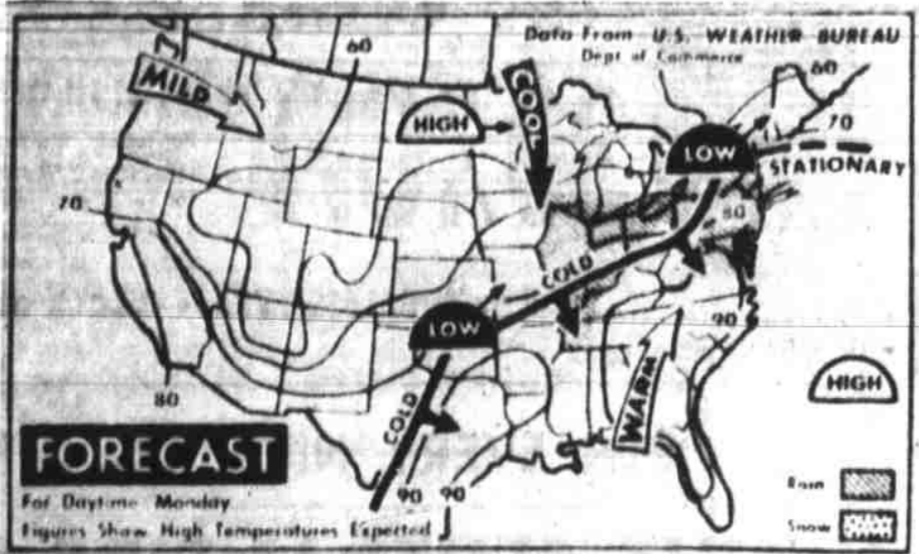 Data From U.S. WEATHER BUREAU
Dept of Commerce
60
60
MILD
COOL
HIGH
LOW
70
STATIONARY
70
80
COLD
LOW
90
WARM
HIGH
80
COLD
FORECAST
90 90
For Daytime Monday
Figures Show High Temperatures Expected
Rain
Snow